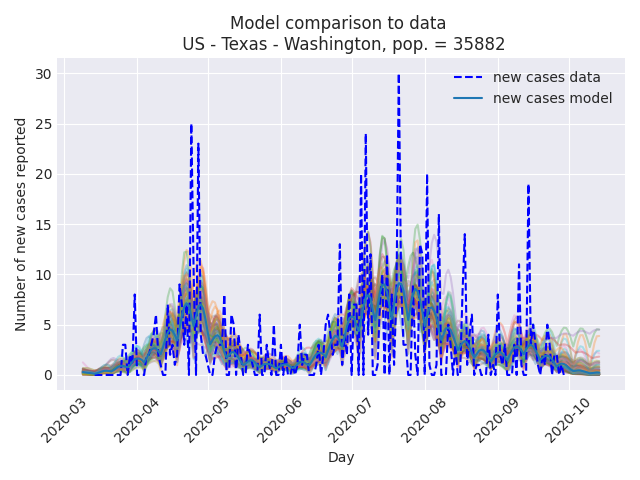 Model comparison to data
US - Texas - Washington, pop. = 35882
new cases data
new cases model
Number of new cases reported
30
25
20
15
10
5
0
2020-03
2020-04
2020-05
2020-06
2020-07
2020-08
2020-09
2020-10
Day